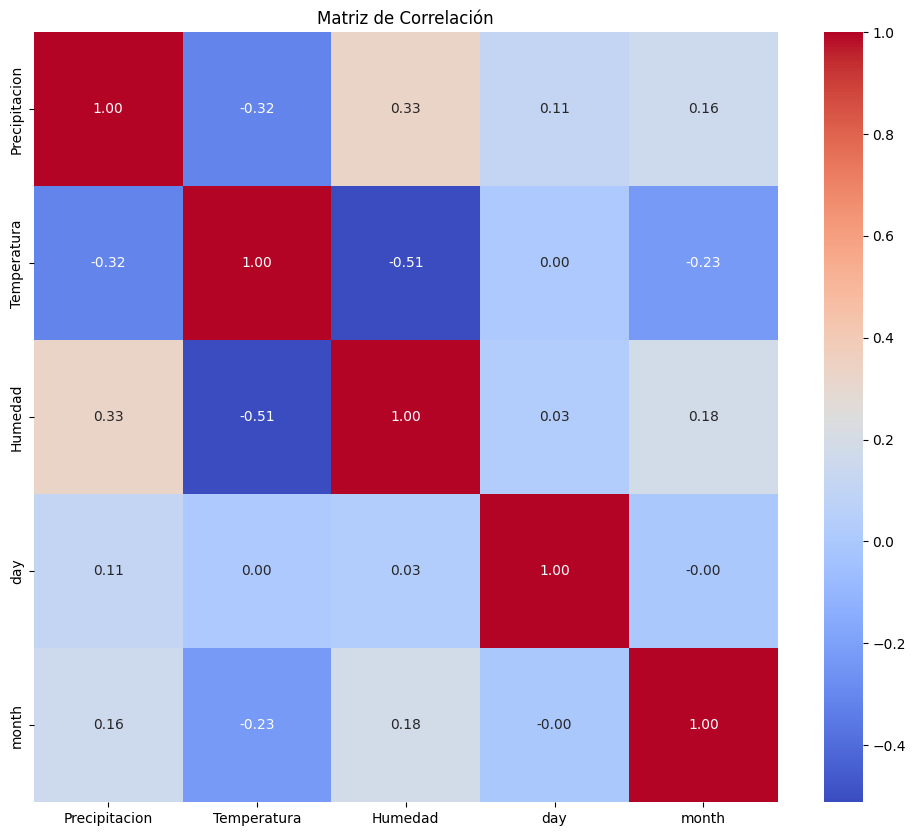 Matriz de Correlación
Precipitacion 1.00 -0.32 0.33 0.11 0.16
Temperatura -0.32 1.00 -0.51 0.00 -0.23
Humedad 0.33 -0.51 1.00 0.03 0.18
day 0.11 0.00 0.03 1.00 -0.00
month 0.16 -0.23 0.18 -0.00 1.00
Precipitacion Temperatura Humedad day month
1.0
0.8
0.6
0.4
0.2
0.0
−0.2
−0.4